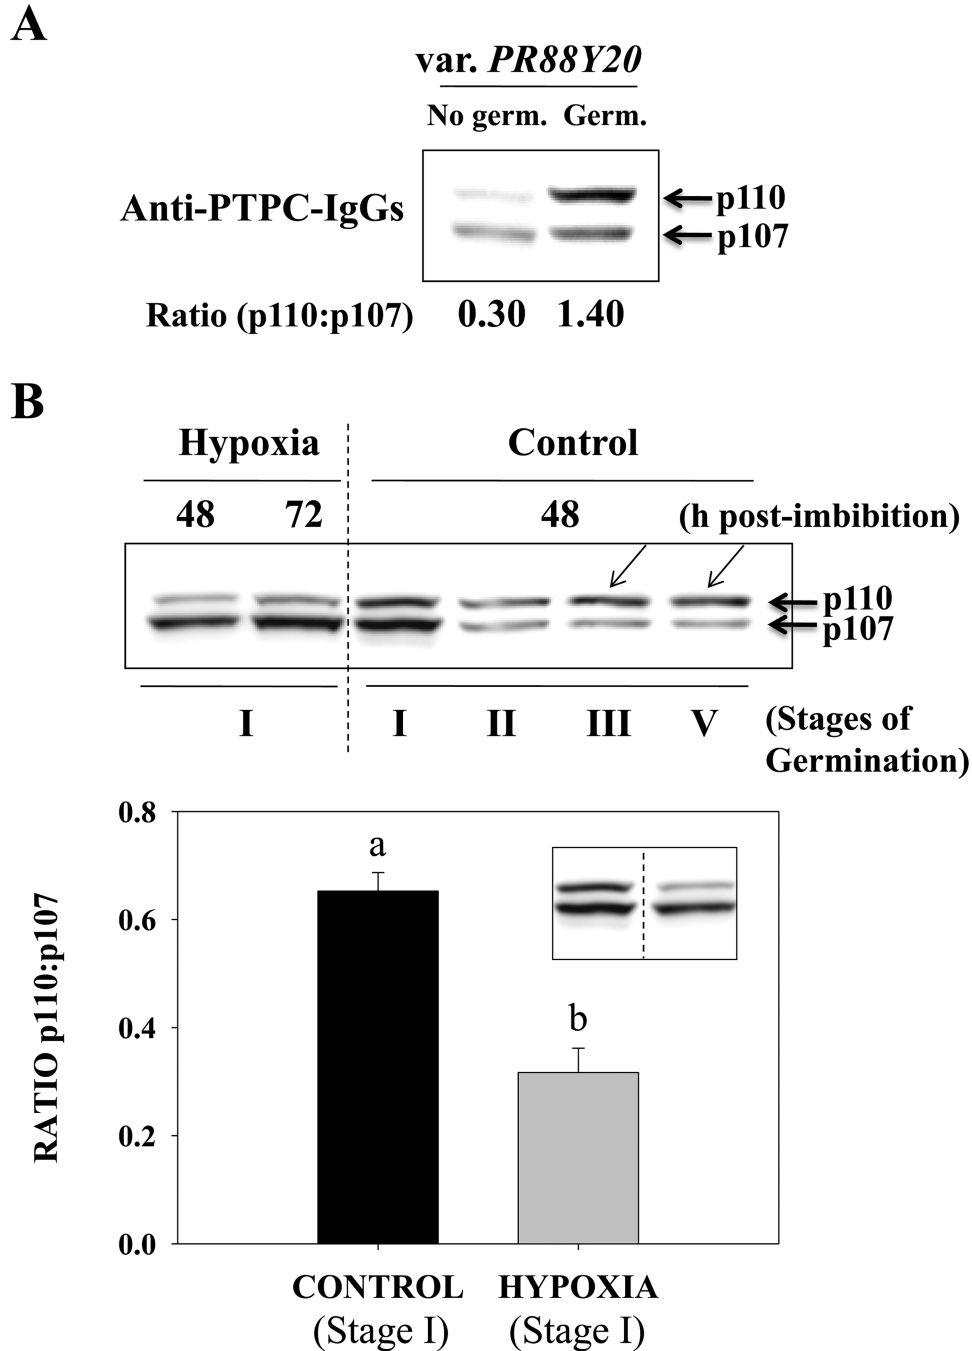 A
var. PR88Y20
No germ. Germ.
Anti-PTPC-IgGs
p110
p107
Ratio (p110:p107) 0.30 1.40
B
Hypoxia Control
48 72 48 (h post-imbibition)
p110
p107
I I II III V (Stages of
Germination)
0.8
0.6
0.4
0.2
0.0
RATIO p110:p107
a
b
CONTROL HYPOXIA
(Stage I) (Stage I)